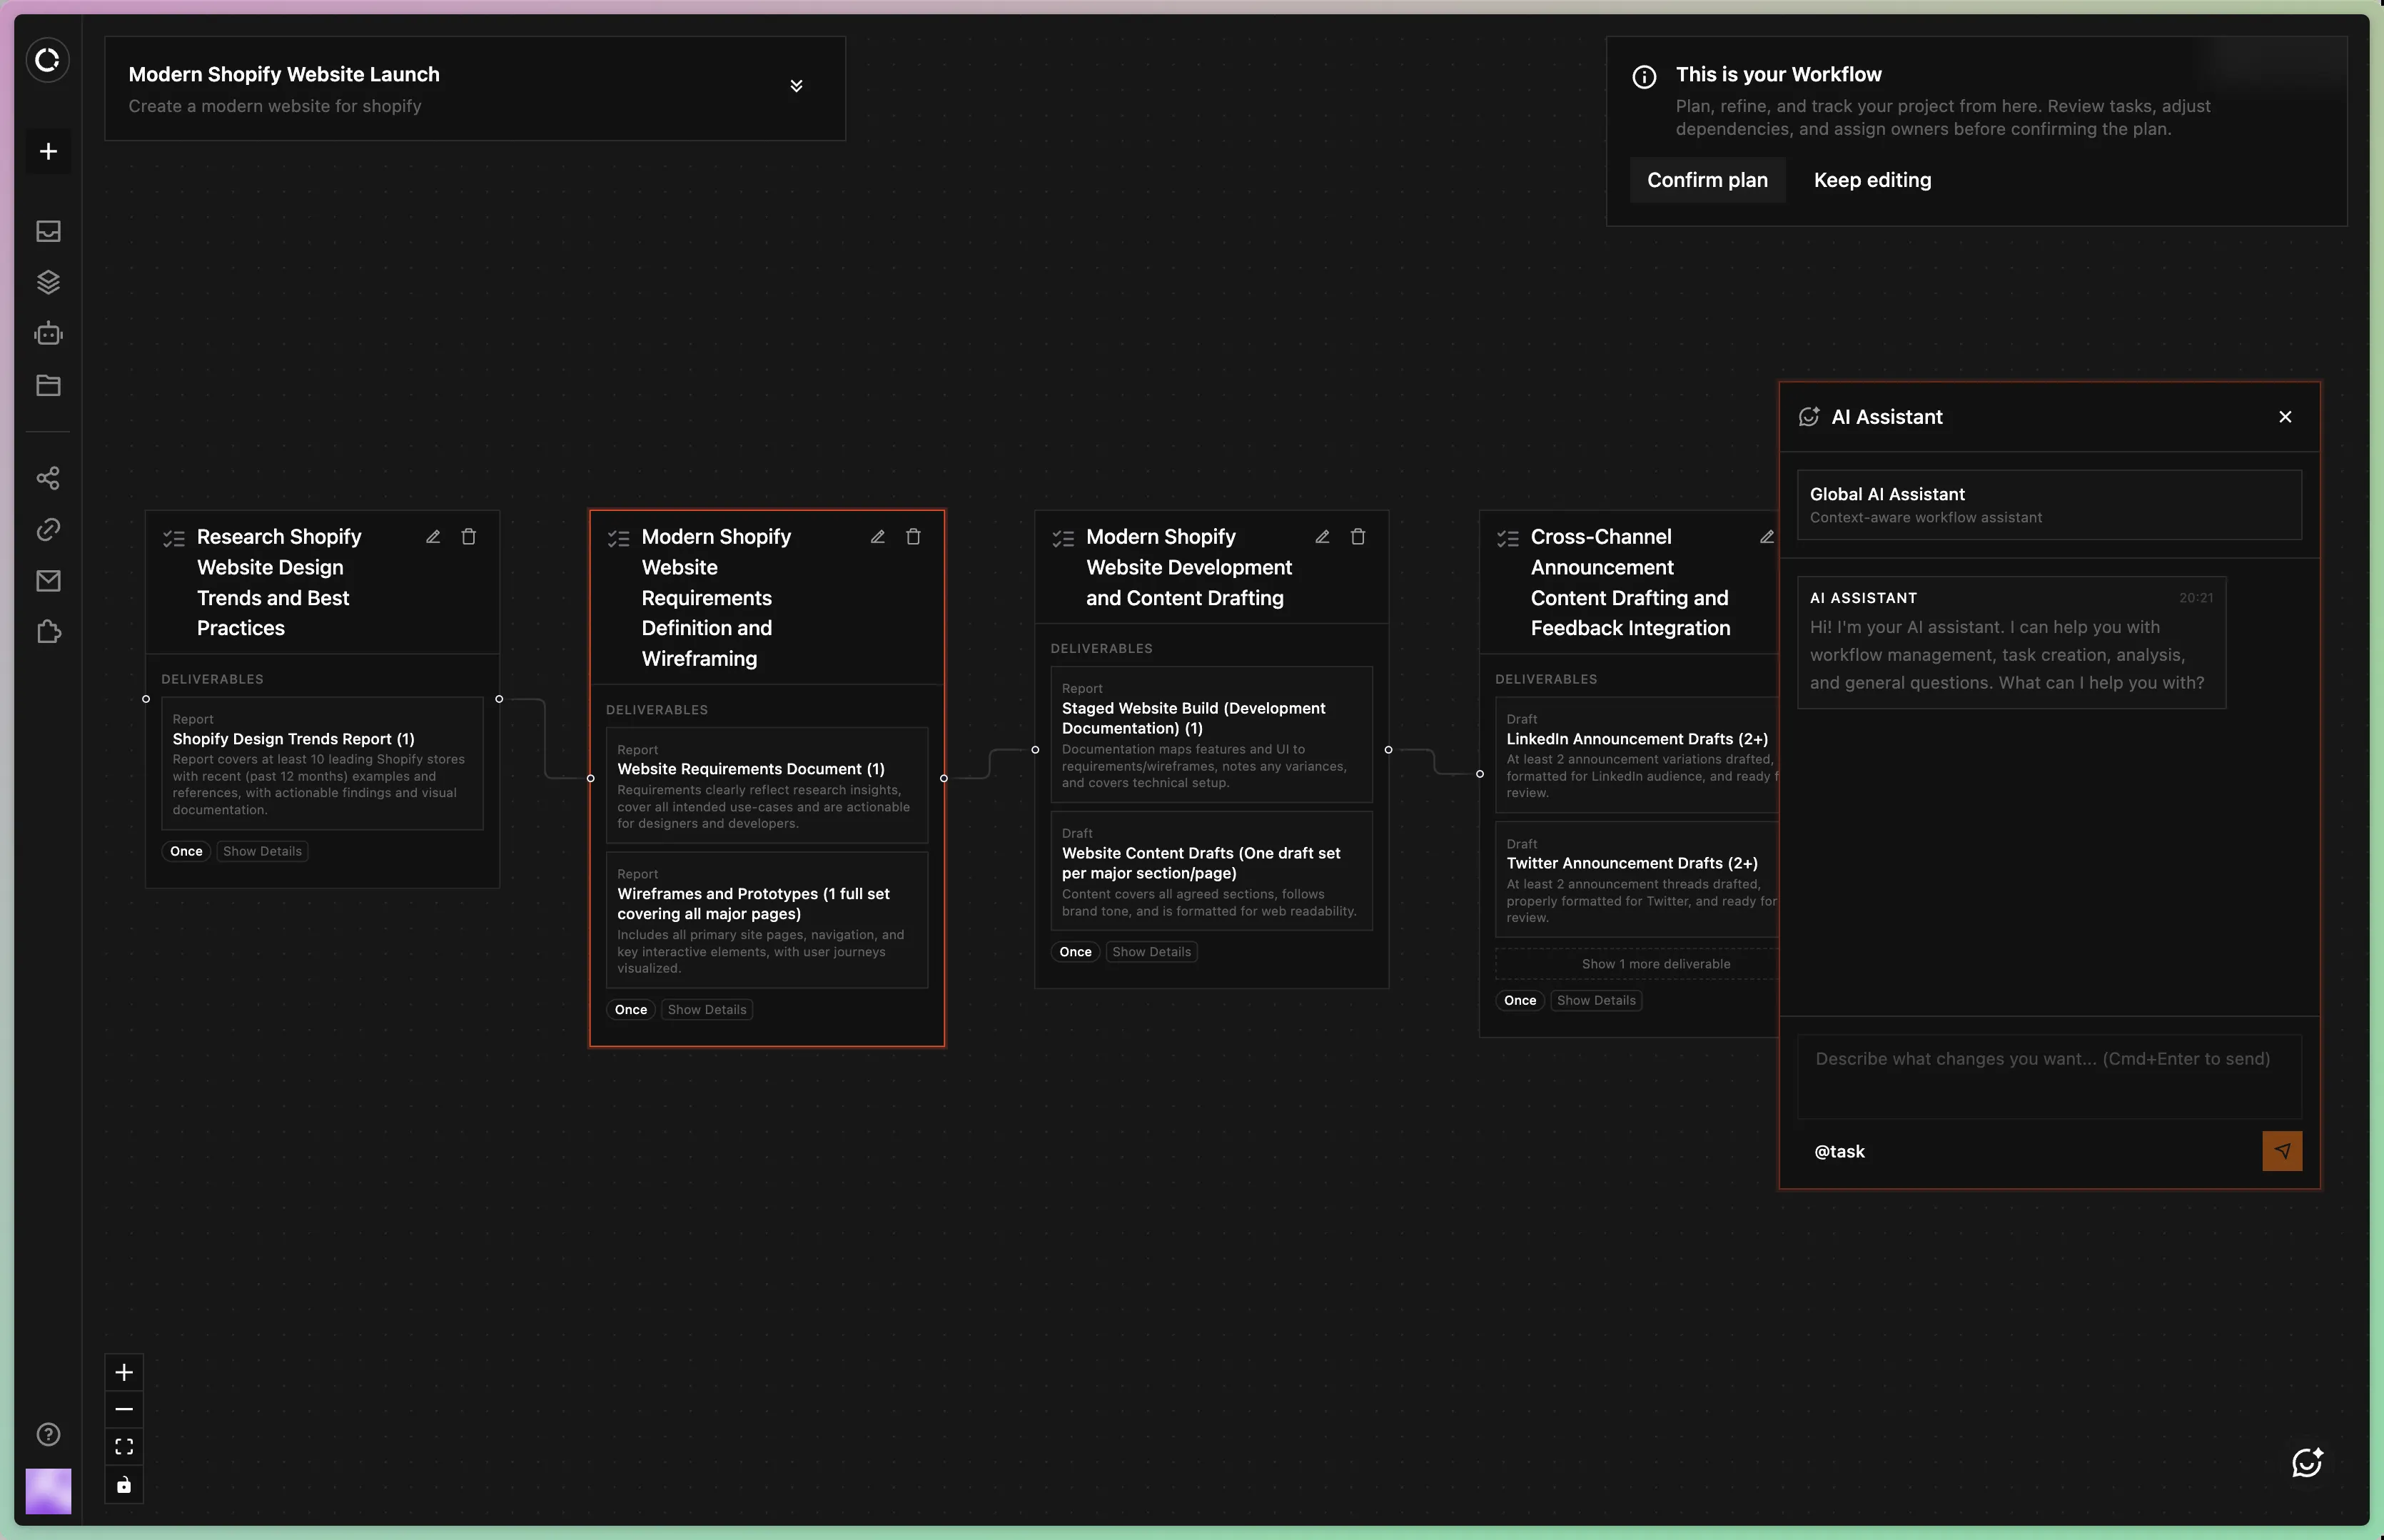 Modern Shopify Website Launch
Create a modern website for shopify
This is your Workflow
Plan, refine, and track your project from here. Review tasks, adjust
dependencies, and assign owners before confirming the plan.
Confirm plan
Keep editing
Research Shopify
Website Design
Trends and Best
Practices
DELIVERABLES
Report
Shopify Design Trends Report (1)
Report covers at least 10 leading Shopify stores
with recent (past 12 months) examples and
references, with actionable findings and visual
documentation.
Once
Show Details
Modern Shopify
Website
Requirements
Definition and
Wireframing
DELIVERABLES
Report
Website Requirements Document (1)
Requirements clearly reflect research insights,
cover all intended use-cases and are actionable
for designers and developers.
Report
Wireframes and Prototypes (1 full set
covering all major pages)
Includes all primary site pages, navigation, and
key interactive elements, with user journeys
visualized.
Once
Show Details
Modern Shopify
Website Development
and Content Drafting
DELIVERABLES
Report
Staged Website Build (Development
Documentation) (1)
Documentation maps features and UI to
requirements/wireframes, notes any variances,
and covers technical setup.
Draft
Website Content Drafts (One draft set
per major section/page)
Content covers all agreed sections, follows
brand tone, and is formatted for web readability.
Once
Show Details
Cross-Channel
Announcement
Content Drafting and
Feedback Integration
DELIVERABLES
Draft
LinkedIn Announcement Drafts (2+)
At least 2 announcement variations drafted,
formatted for LinkedIn audience, and ready f
review.
Draft
Twitter Announcement Drafts (2+)
At least 2 announcement threads drafted,
properly formatted for Twitter, and ready for
review.
Show 1 more deliverable
Once
Show Details
AI Assistant
Global AI Assistant
Context-aware workflow assistant
AI ASSISTANT
20:21
Hi! I'm your AI assistant. I can help you with
workflow management, task creation, analysis,
and general questions. What can I help you with?
Describe what changes you want... (Cmd+Enter to send)
@task